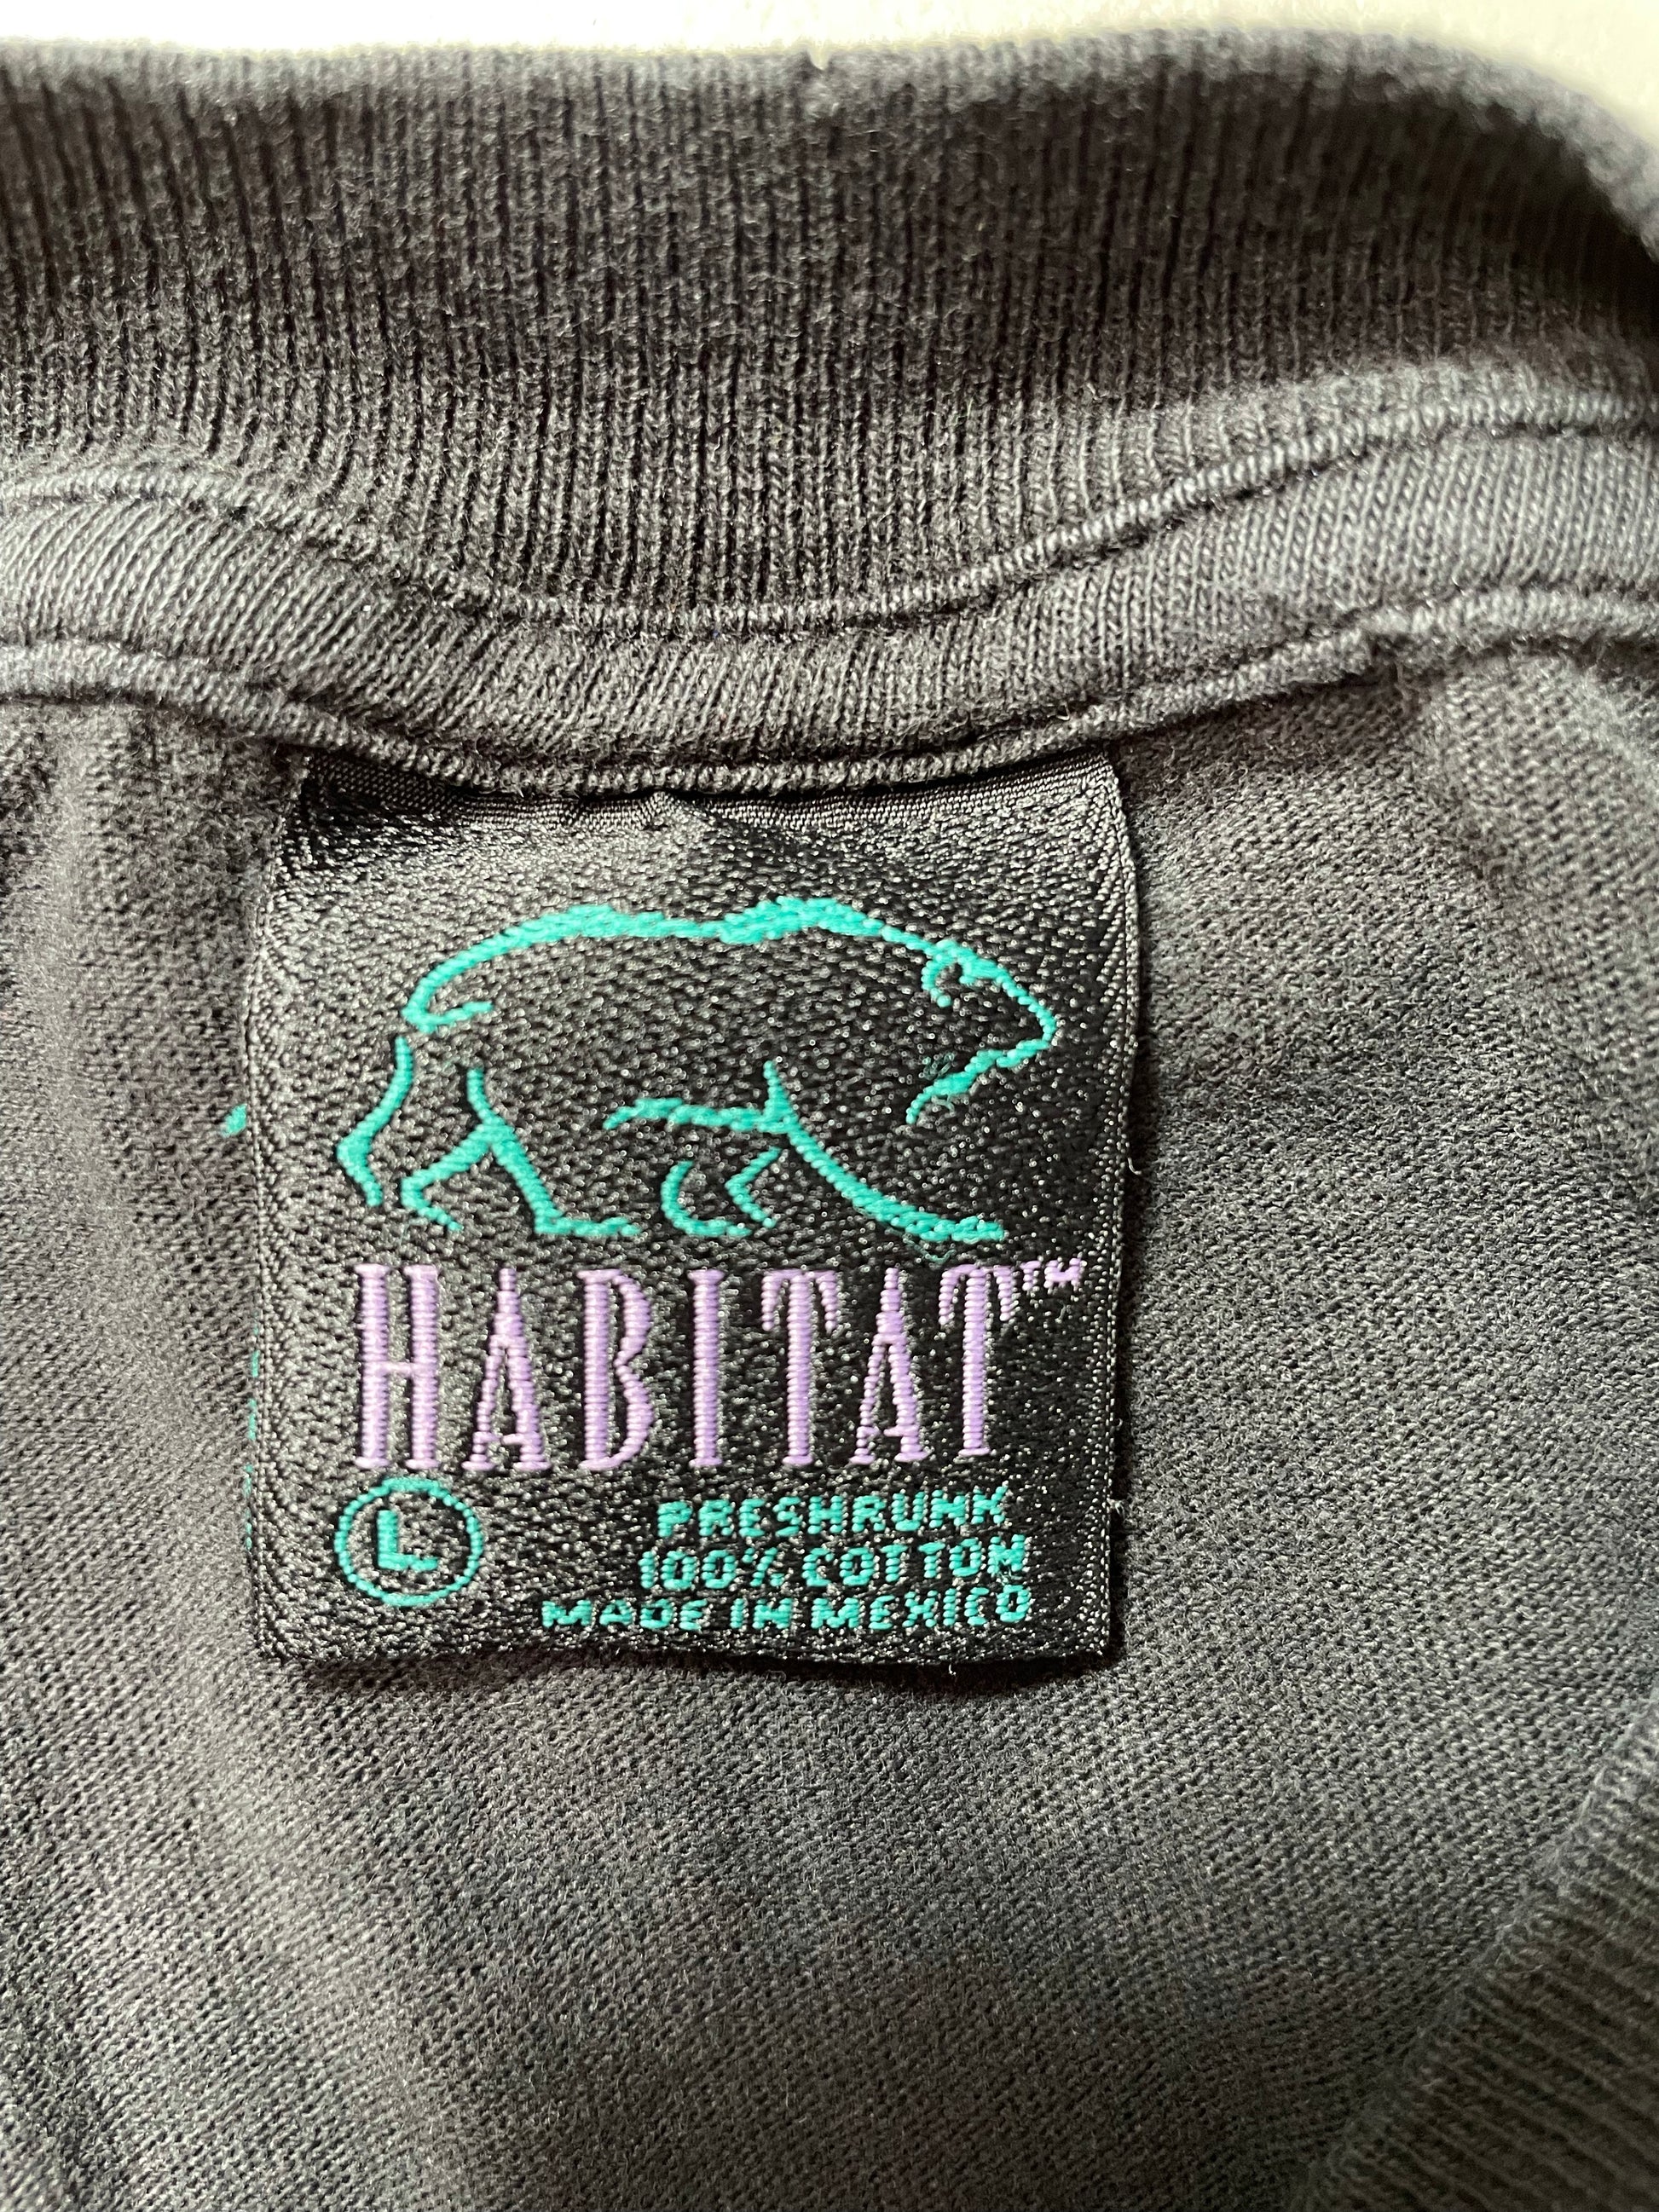 HABITAT™
L
PRESHRUNK
100% COTTON
MADE IN MEXICO